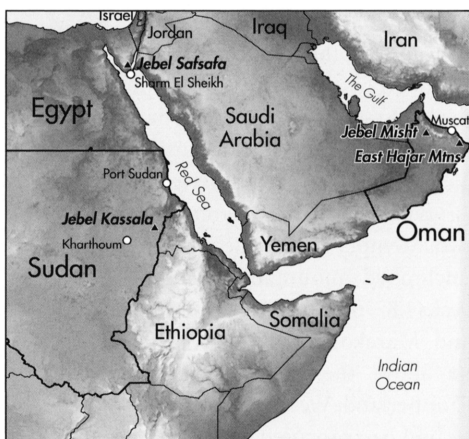 Israel
Jordan
Iraq
Iran
Jebel Safsafa
Sharm El Sheikh
The Gulf
Egypt
Saudi
Arabia
Muscat
Jebel Misht
East Hajar Mtns.
Port Sudan
Red Sea
Jebel Kassala
Kharthoum
Sudan
Yemen
Oman
Ethiopia
Somalia
Indian
Ocean